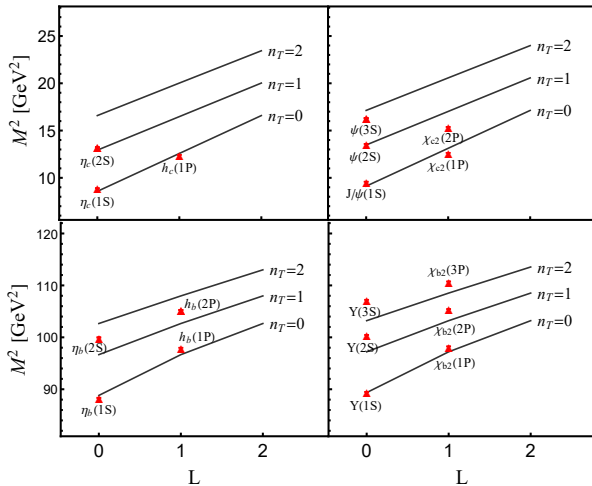 M² [GeV²]
25
20
15
10
n_T=2
n_T=1
n_T=0
η_c(2S)
h_c(1P)
η_c(1S)
n_T=2
n_T=1
n_T=0
ψ(3S)
χ_c2(2P)
ψ(2S)
χ_c2(1P)
J/ψ(1S)
M² [GeV²]
120
110
100
90
n_T=2
n_T=1
n_T=0
h_b(2P)
η_b(2S)
h_b(1P)
η_b(1S)
0
1
2
L
n_T=2
n_T=1
n_T=0
χ_b2(3P)
Υ(3S)
χ_b2(2P)
Υ(2S)
χ_b2(1P)
Υ(1S)
0
1
2
L